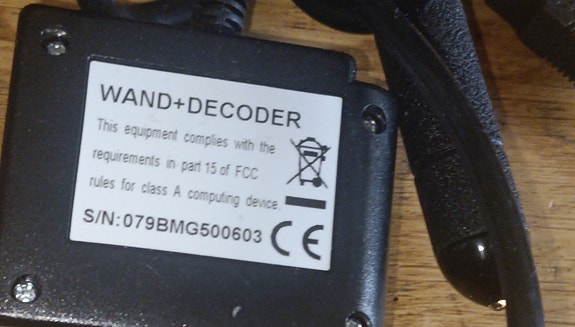 WAND+DECODER
This equipment complies with the
requirements in part 15 of FCC
rules for class A computing device
S/N:079BMG500603 CE